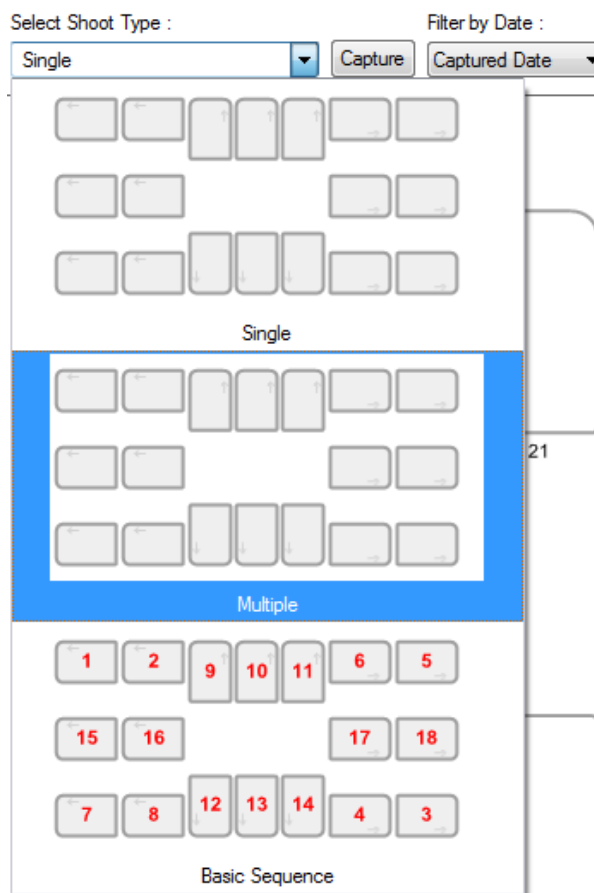 Select Shoot Type :
Filter by Date :
Single
Capture
Captured Date
Single
21
Multiple
1 2 9 10 11 6 5
15 16 17 18
7 8 12 13 14 4 3
Basic Sequence